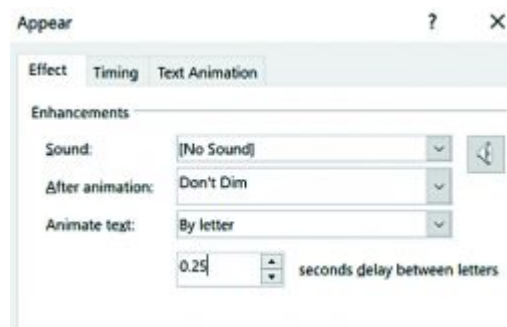 Appear ? ×
Effect Timing Text Animation
Enhancements
Sound: [No Sound]
After animation: Don't Dim
Animate text: By letter
0.25 seconds delay between letters